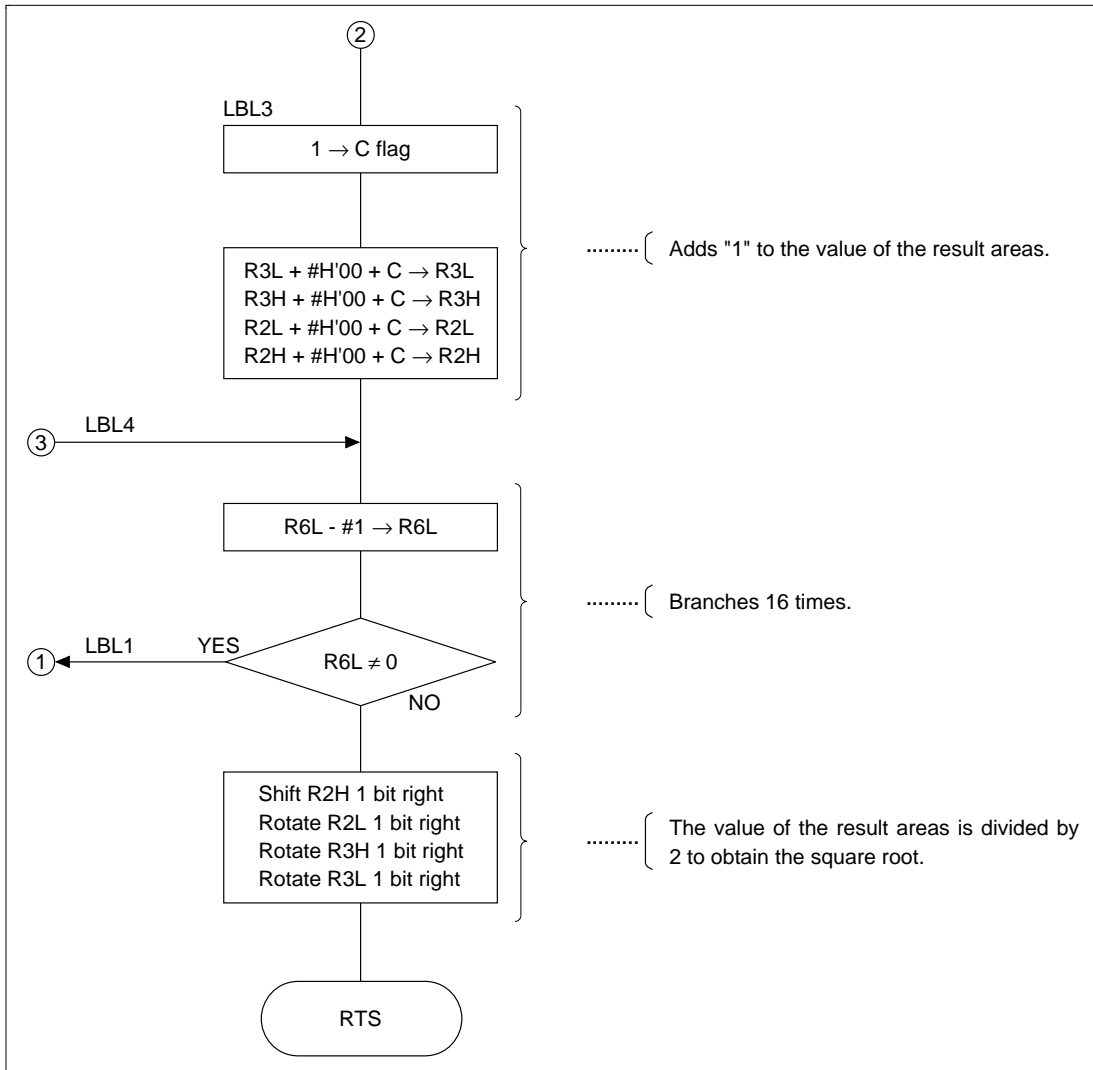 2
LBL3
1 → C flag
R3L + #H'00 + C → R3L
R3H + #H'00 + C → R3H
R2L + #H'00 + C → R2L
R2H + #H'00 + C → R2H
Adds "1" to the value of the result areas.
3
LBL4
R6L - #1 → R6L
Branches 16 times.
1
LBL1
YES
R6L ≠ 0
NO
Shift R2H 1 bit right
Rotate R2L 1 bit right
Rotate R3H 1 bit right
Rotate R3L 1 bit right
The value of the result areas is divided by
2 to obtain the square root.
RTS